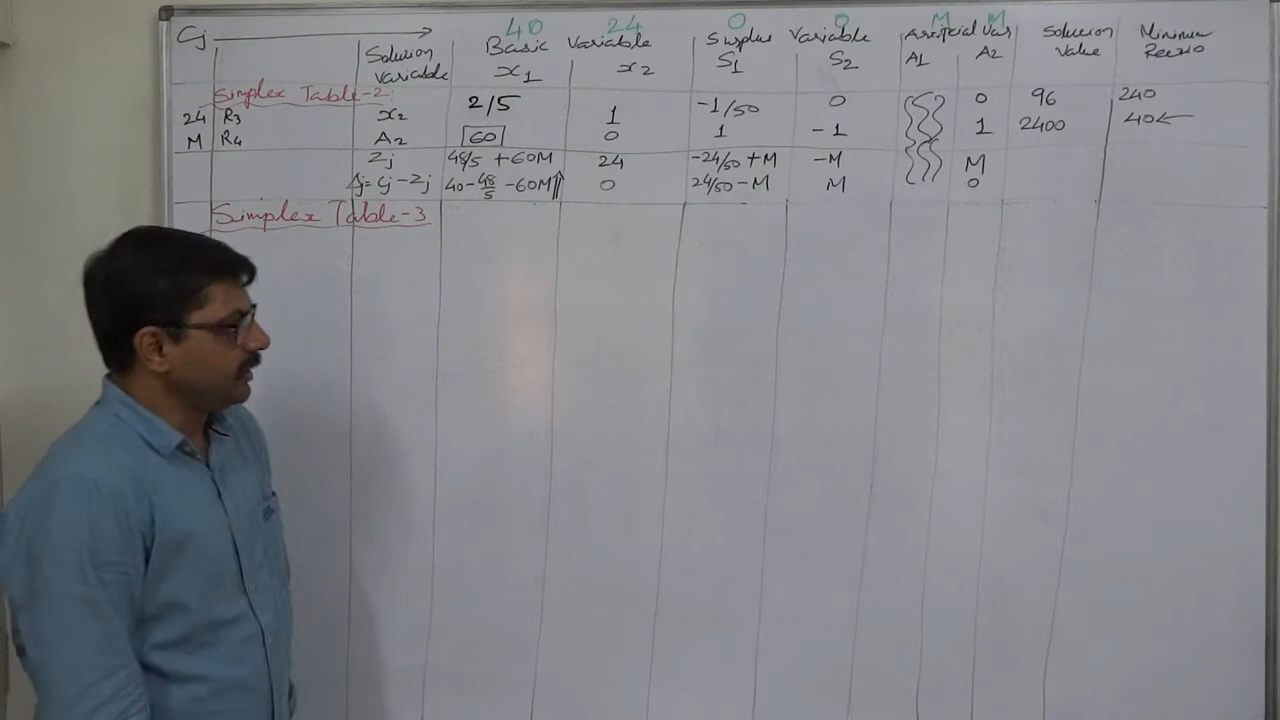 40 24 0 0 M M
Cj → Basic Variable Surplus Variable Artificial Var Solution Minimum
Solution Variable x1 x2 S1 S2 A1 A2 Value Ratio
Simplex Table-2
24 R3 x2 2/5 1 -1/50 0 0 96 240
M R4 A2 60 0 1 -1 1 2400 40←
Zj 48/5 +60M 24 -24/50 +M -M M
Δj=Cj-Zj 40-48/5-60M⇑ 0 24/50-M M 0
Simplex Table-3